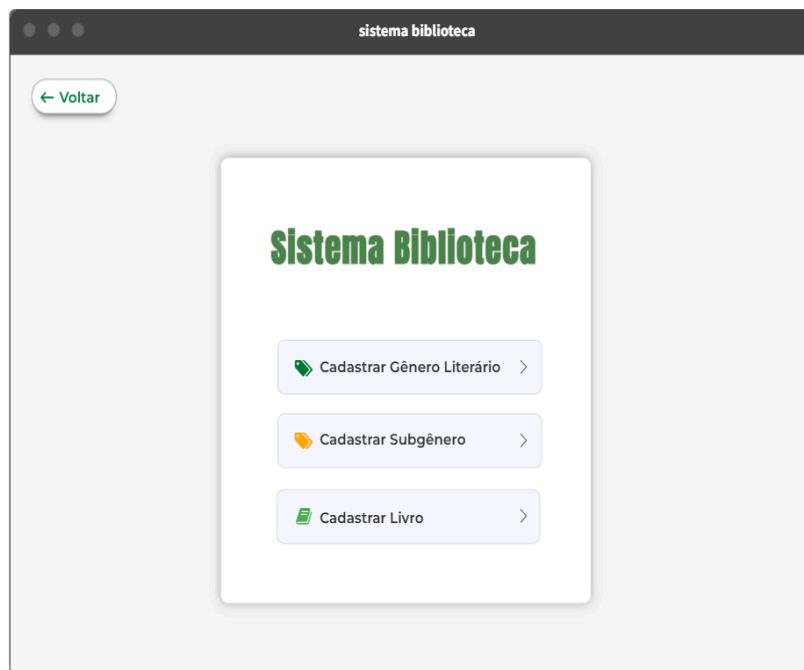 sistema biblioteca
← Voltar
Sistema Biblioteca
Cadastrar Gênero Literário
Cadastrar Subgênero
Cadastrar Livro